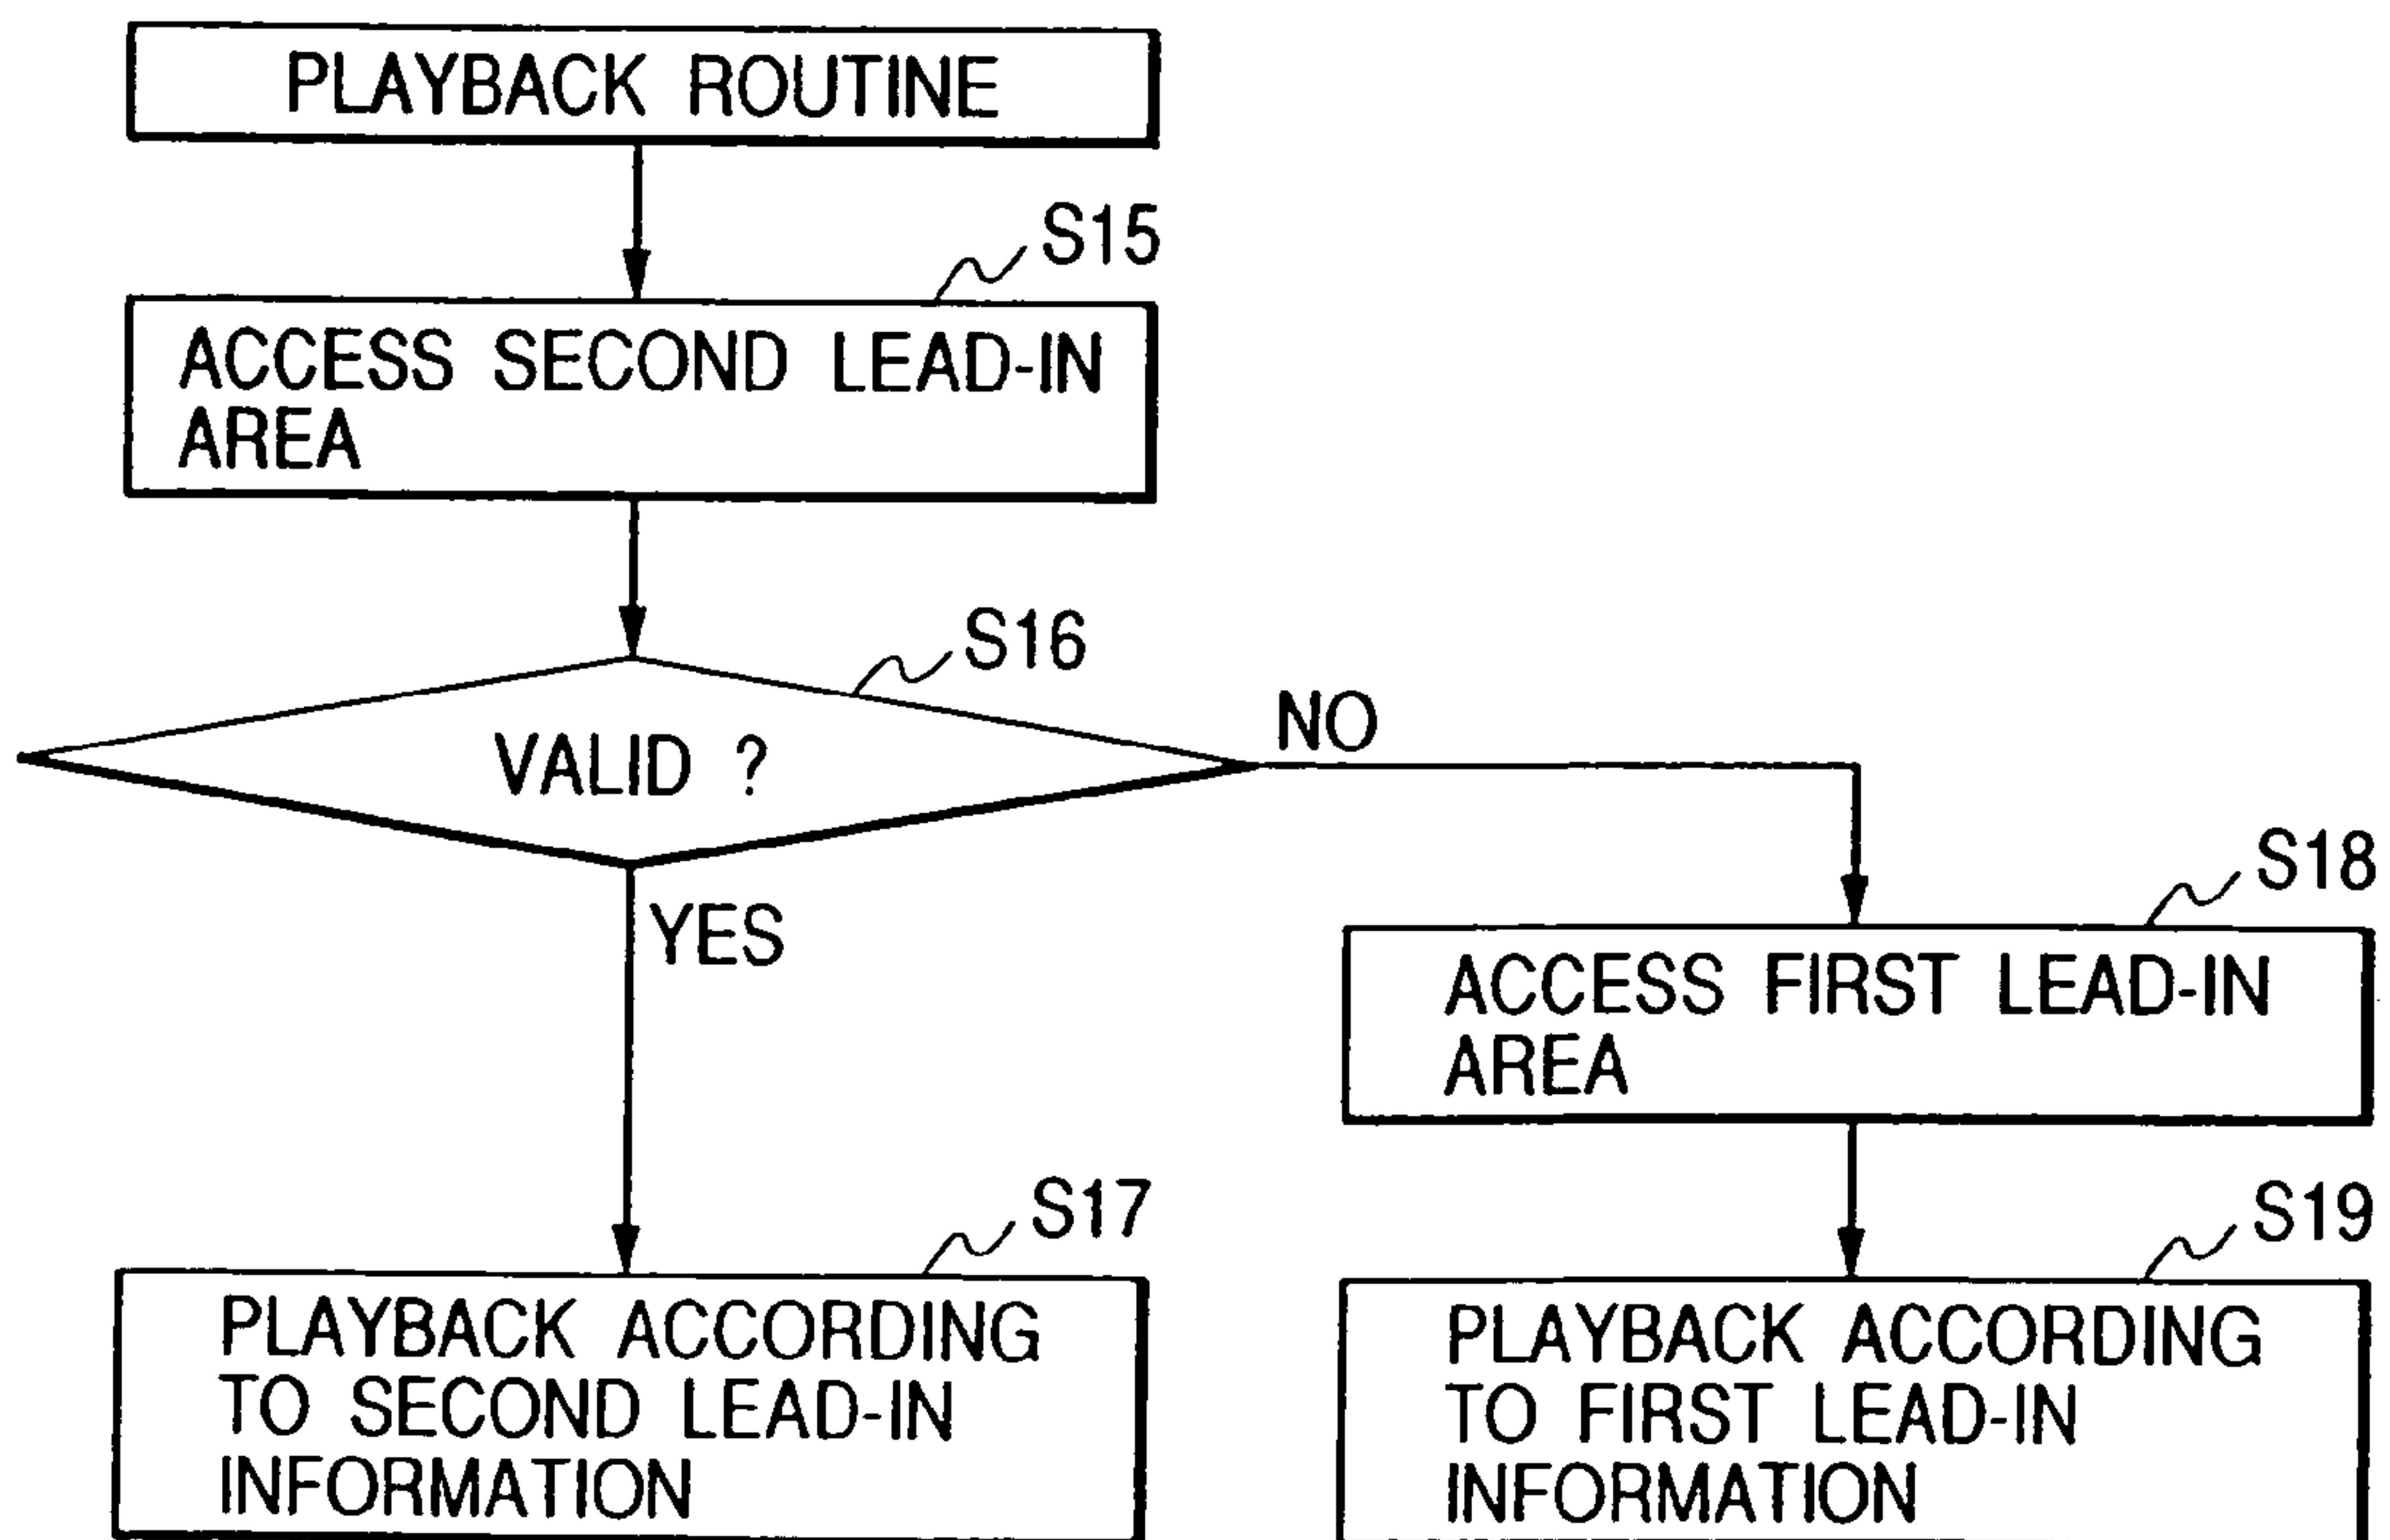 PLAYBACK ROUTINE
S15
ACCESS SECOND LEAD-IN
AREA
S16
VALID ?
NO
YES
S18
ACCESS FIRST LEAD-IN
AREA
S17
PLAYBACK ACCORDING
TO SECOND LEAD-IN
INFORMATION
S19
PLAYBACK ACCORDING
TO FIRST LEAD-IN
INFORMATION